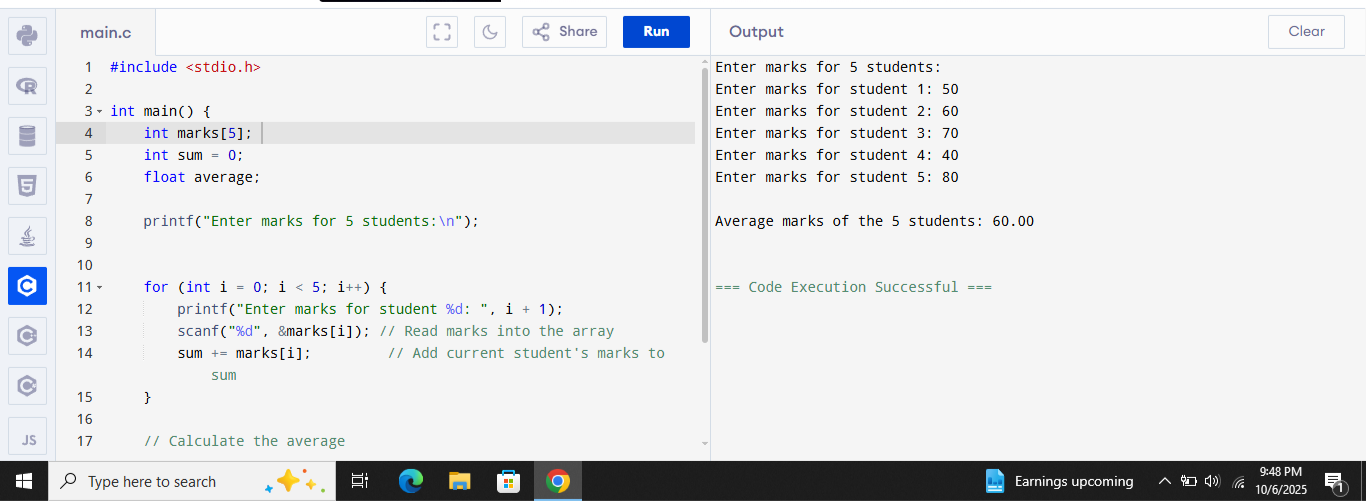 main.c
Share
Run
Output
Clear
1 #include <stdio.h>
2
3 int main() {
4 int marks[5];
5 int sum = 0;
6 float average;
7
8 printf("Enter marks for 5 students:\n");
9
10
11 for (int i = 0; i < 5; i++) {
12 printf("Enter marks for student %d: ", i + 1);
13 scanf("%d", &marks[i]); // Read marks into the array
14 sum += marks[i]; // Add current student's marks to
sum
15 }
16
17 // Calculate the average
Enter marks for 5 students:
Enter marks for student 1: 50
Enter marks for student 2: 60
Enter marks for student 3: 70
Enter marks for student 4: 40
Enter marks for student 5: 80
Average marks of the 5 students: 60.00
=== Code Execution Successful ===
R
5
C
C
C
JS
Type here to search
Earnings upcoming
9:48 PM
10/6/2025
1